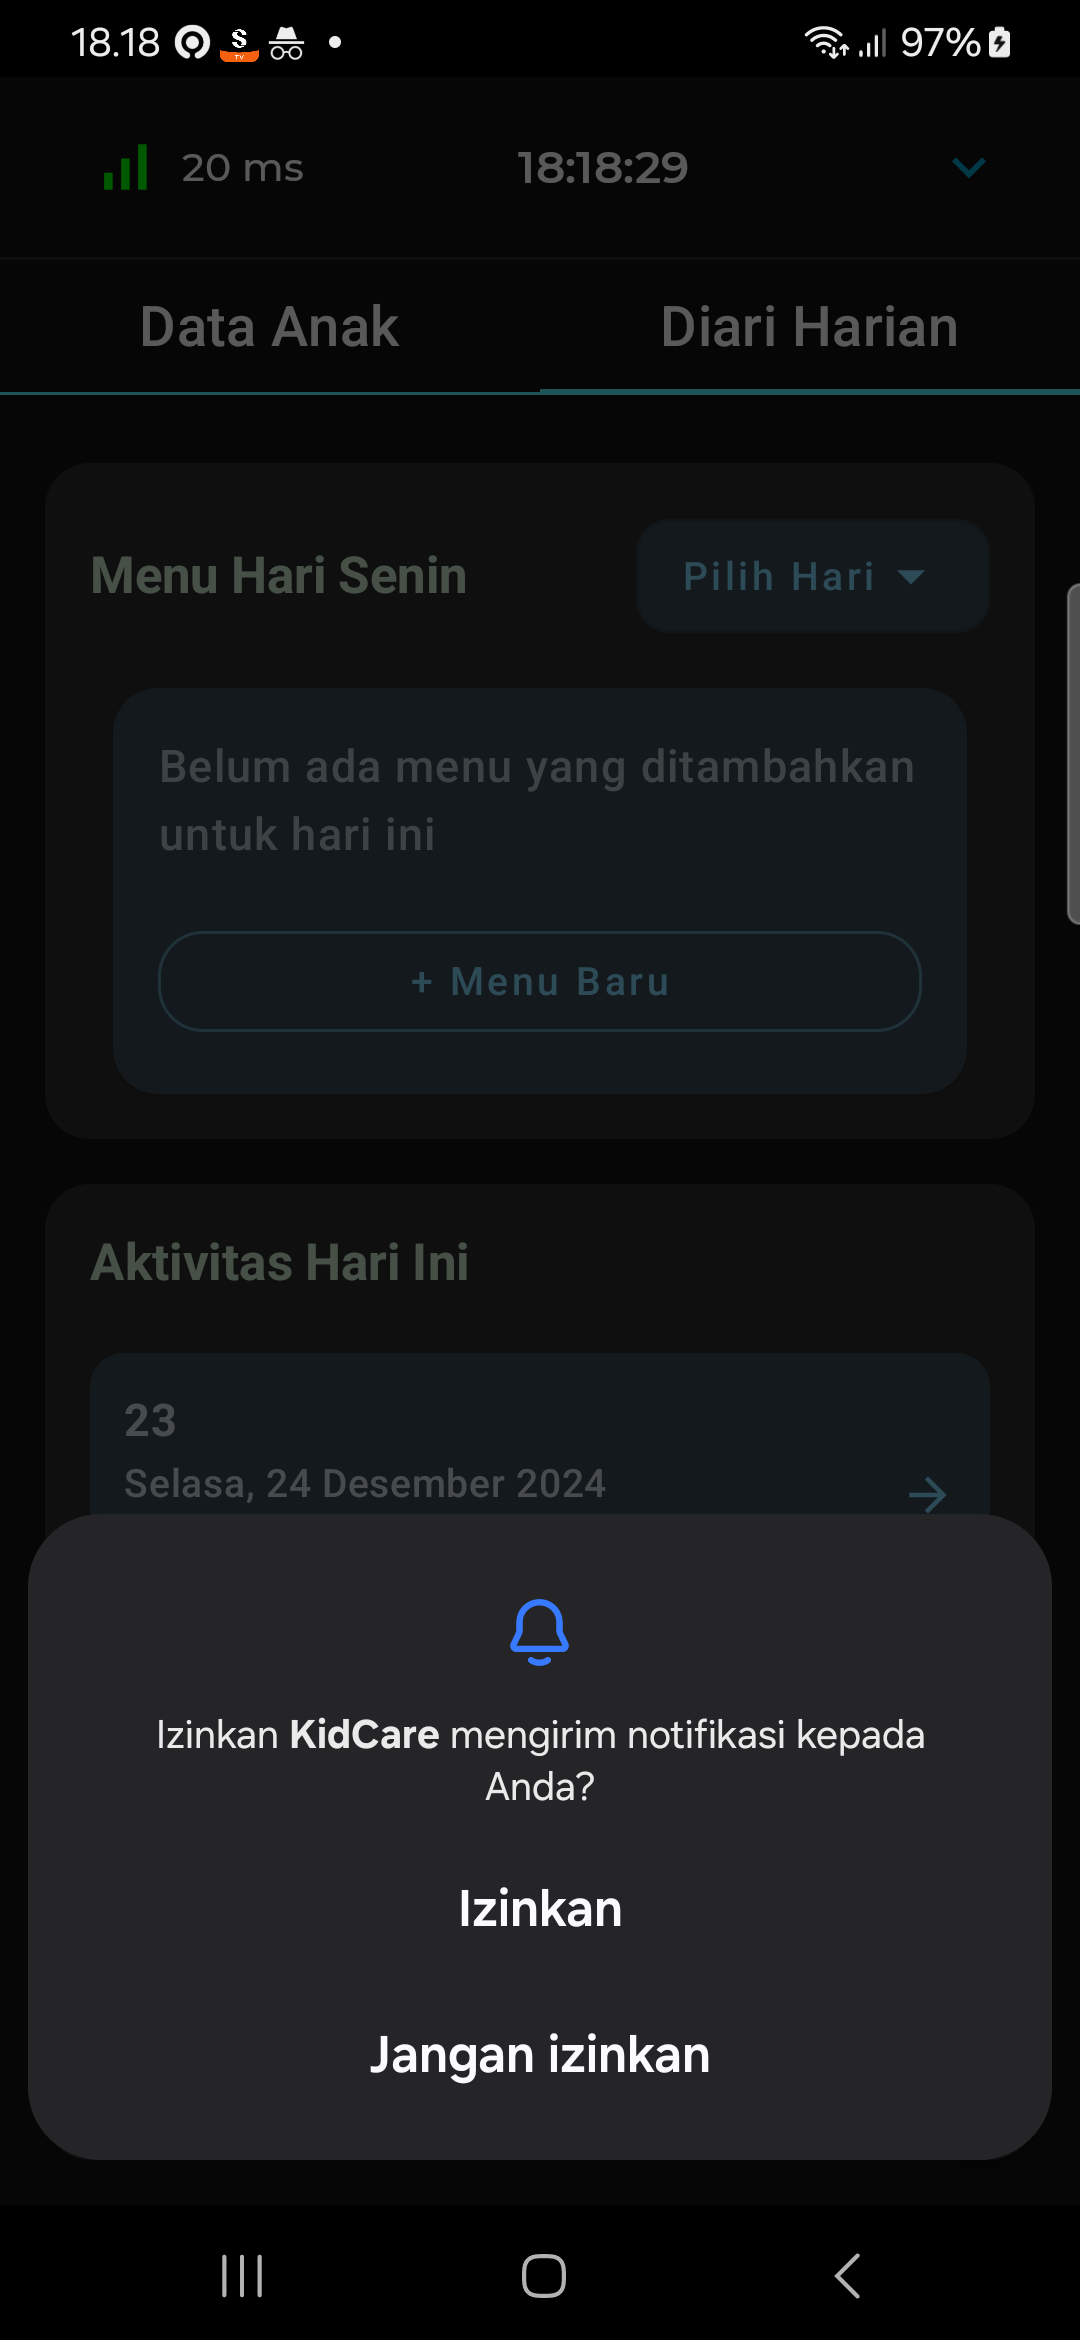 18.18 S TV 97%
20 ms 18:18:29
Data Anak Diari Harian
Menu Hari Senin Pilih Hari
Belum ada menu yang ditambahkan
untuk hari ini
+ Menu Baru
Aktivitas Hari Ini
23
Selasa, 24 Desember 2024
Izinkan KidCare mengirim notifikasi kepada
Anda?
Izinkan
Jangan izinkan